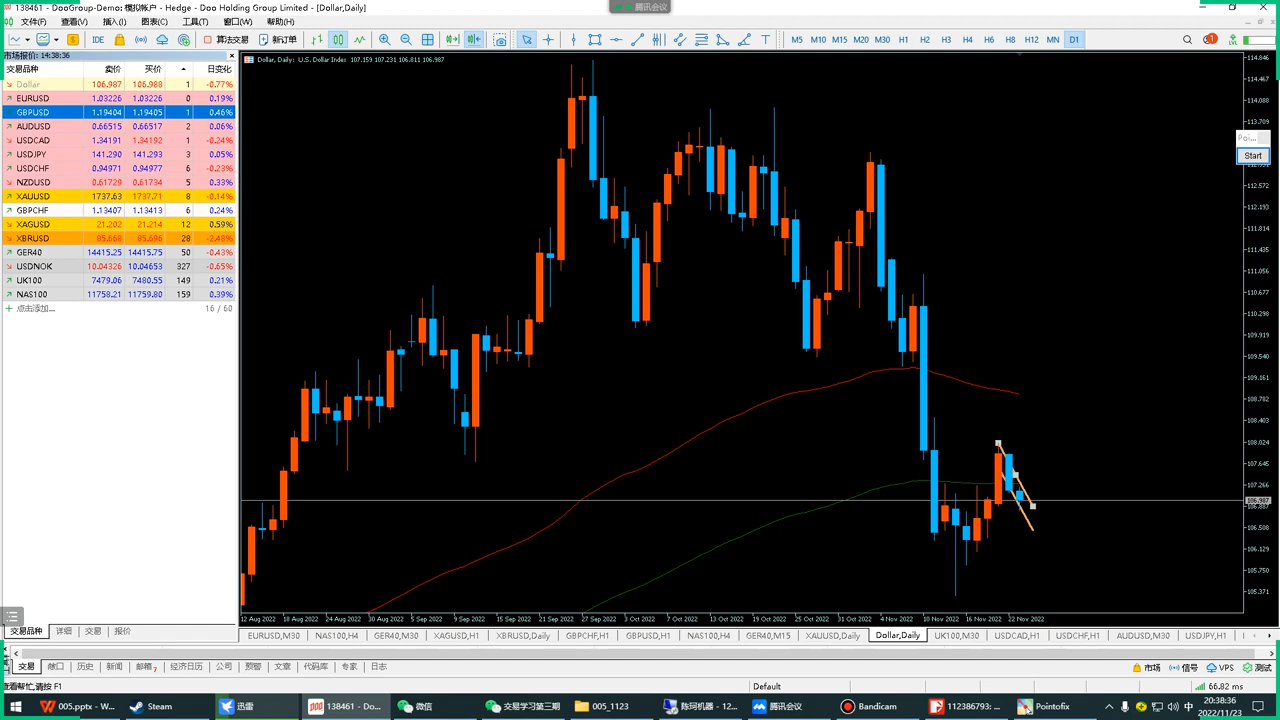 138461 - DooGroup-Demo: 模拟帐户 - Hedge - Doo Holding Group Limited - [Dollar,Daily]
腾讯会议
文件(F) 查看(V) 插入(I) 图表(C) 工具(T) 窗口(W) 帮助(H)
IDE 算法交易 新订单 M5 M10 M15 M20 M30 H1 H2 H3 H4 H6 H8 H12 MN D1
市场报价: 14:38:36
交易品种 卖价 买价 日变化
Dollar 106.987 106.988 1 -0.77%
EURUSD 1.03226 1.03226 0 0.19%
GBPUSD 1.19404 1.19405 1 0.46%
AUDUSD 0.66515 0.66517 2 0.06%
USDCAD 1.34191 1.34192 1 -0.24%
USDJPY 141.290 141.293 3 0.05%
USDCHF 0.94971 0.94977 6 -0.23%
NZDUSD 0.61729 0.61734 5 0.33%
XAUUSD 1737.63 1737.71 8 -0.14%
GBPCHF 1.13407 1.13413 6 0.24%
XAGUSD 21.202 21.214 12 0.59%
XBRUSD 85.668 85.696 28 -2.48%
GER40 14415.25 14415.75 50 -0.43%
USDNOK 10.04326 10.04653 327 -0.65%
UK100 7479.06 7480.55 149 0.21%
NAS100 11758.21 11759.80 159 0.39%
点击添加... 16 / 60
Dollar, Daily: U.S. Dollar Index 107.159 107.231 106.811 106.987
114.846
114.467
114.088
113.709
Poi...
Start
112.572
112.193
111.814
111.435
111.056
110.677
110.298
109.919
109.540
109.161
108.782
108.403
108.024
107.645
107.266
106.987
106.887
106.508
106.129
105.750
105.371
12 Aug 2022 18 Aug 2022 24 Aug 2022 30 Aug 2022 5 Sep 2022 9 Sep 2022 15 Sep 2022 21 Sep 2022 27 Sep 2022 3 Oct 2022 7 Oct 2022 13 Oct 2022 19 Oct 2022 25 Oct 2022 31 Oct 2022 4 Nov 2022 10 Nov 2022 16 Nov 2022 22 Nov 2022
交易品种 详细 交易 报价
EURUSD,M30 NAS100,H4 GER40,M30 XAGUSD,H1 XBRUSD,Daily GBPCHF,H1 GBPUSD,H1 NAS100,H4 GER40,M15 XAUUSD,Daily Dollar,Daily UK100,M30 USDCAD,H1 USDCHF,H1 AUDUSD,M30 USDJPY,H1
交易 敞口 历史 新闻 邮箱7 经济日历 公司 预警 文章 代码库 专家 日志 市场 信号 VPS 测试
查看帮忙,请按 F1 Default 66.82 ms
005.pptx - W... Steam 迅雷 138461 - Do... 微信 交易学习第三期 005_1123 陈珂机器 - 12... 腾讯会议 Bandicam 112386793: ... Pointofix 中 20:38:36
2022/11/23